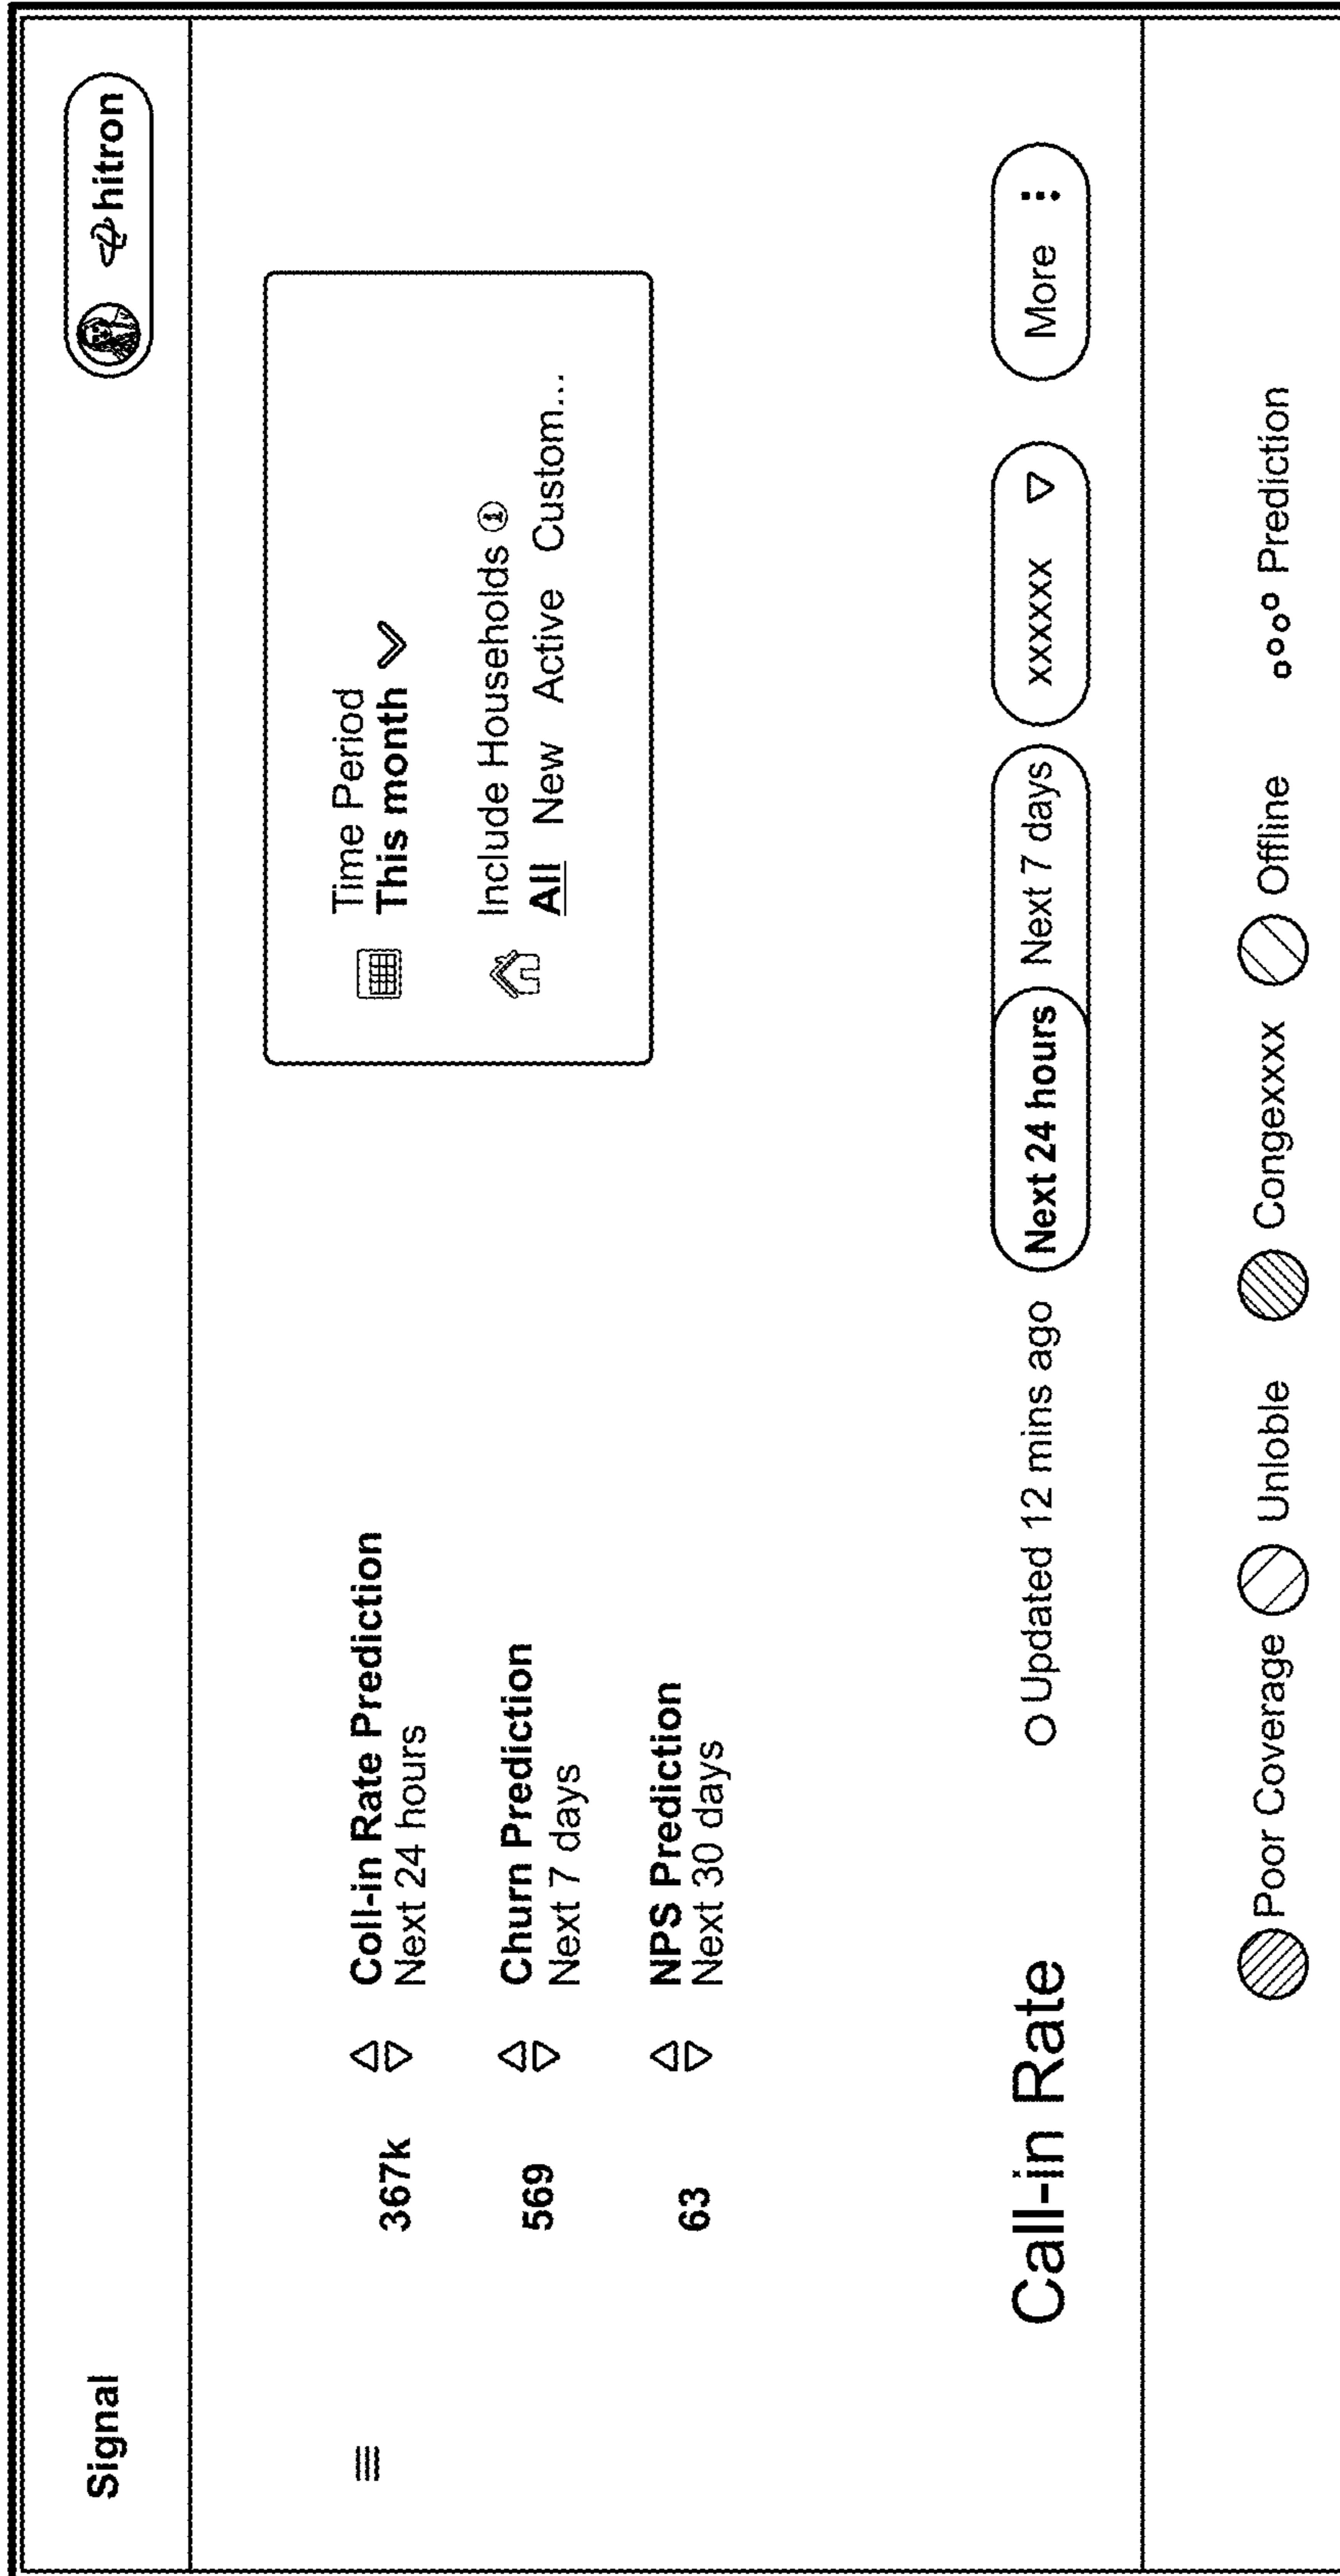 Signal
hitron
Time Period
This month
Include Households
All New Active Custom...
367k
Coll-in Rate Prediction
Next 24 hours
569
Churn Prediction
Next 7 days
63
NPS Prediction
Next 30 days
Call-in Rate
Updated 12 mins ago
Next 24 hours
Next 7 days
xxxxxx
More
Poor Coverage
Unloble
Congexxxx
Offline
Prediction